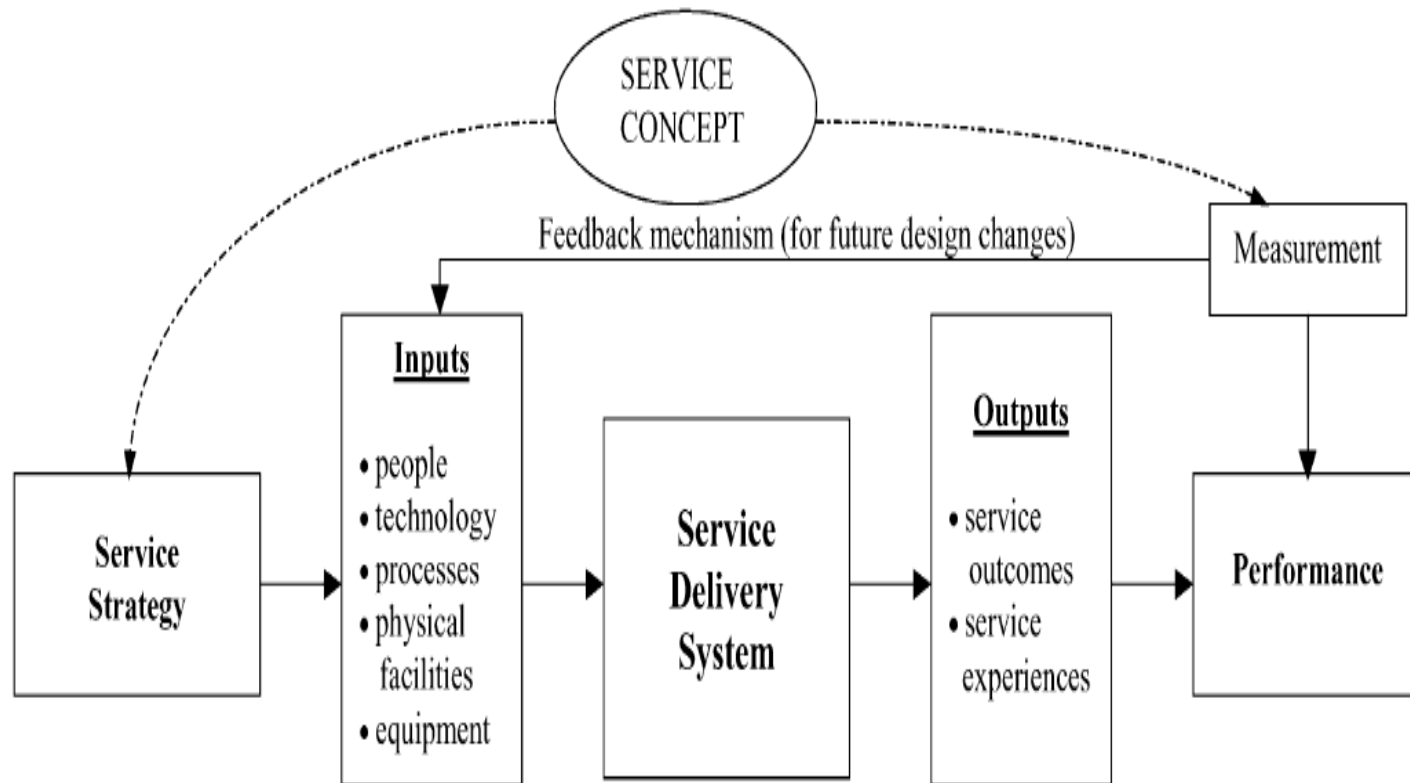 SERVICE
CONCEPT
Feedback mechanism (for future design changes)
Measurement
Service
Strategy
Inputs
• people
• technology
• processes
• physical
facilities
• equipment
Service
Delivery
System
Outputs
• service
outcomes
• service
experiences
Performance